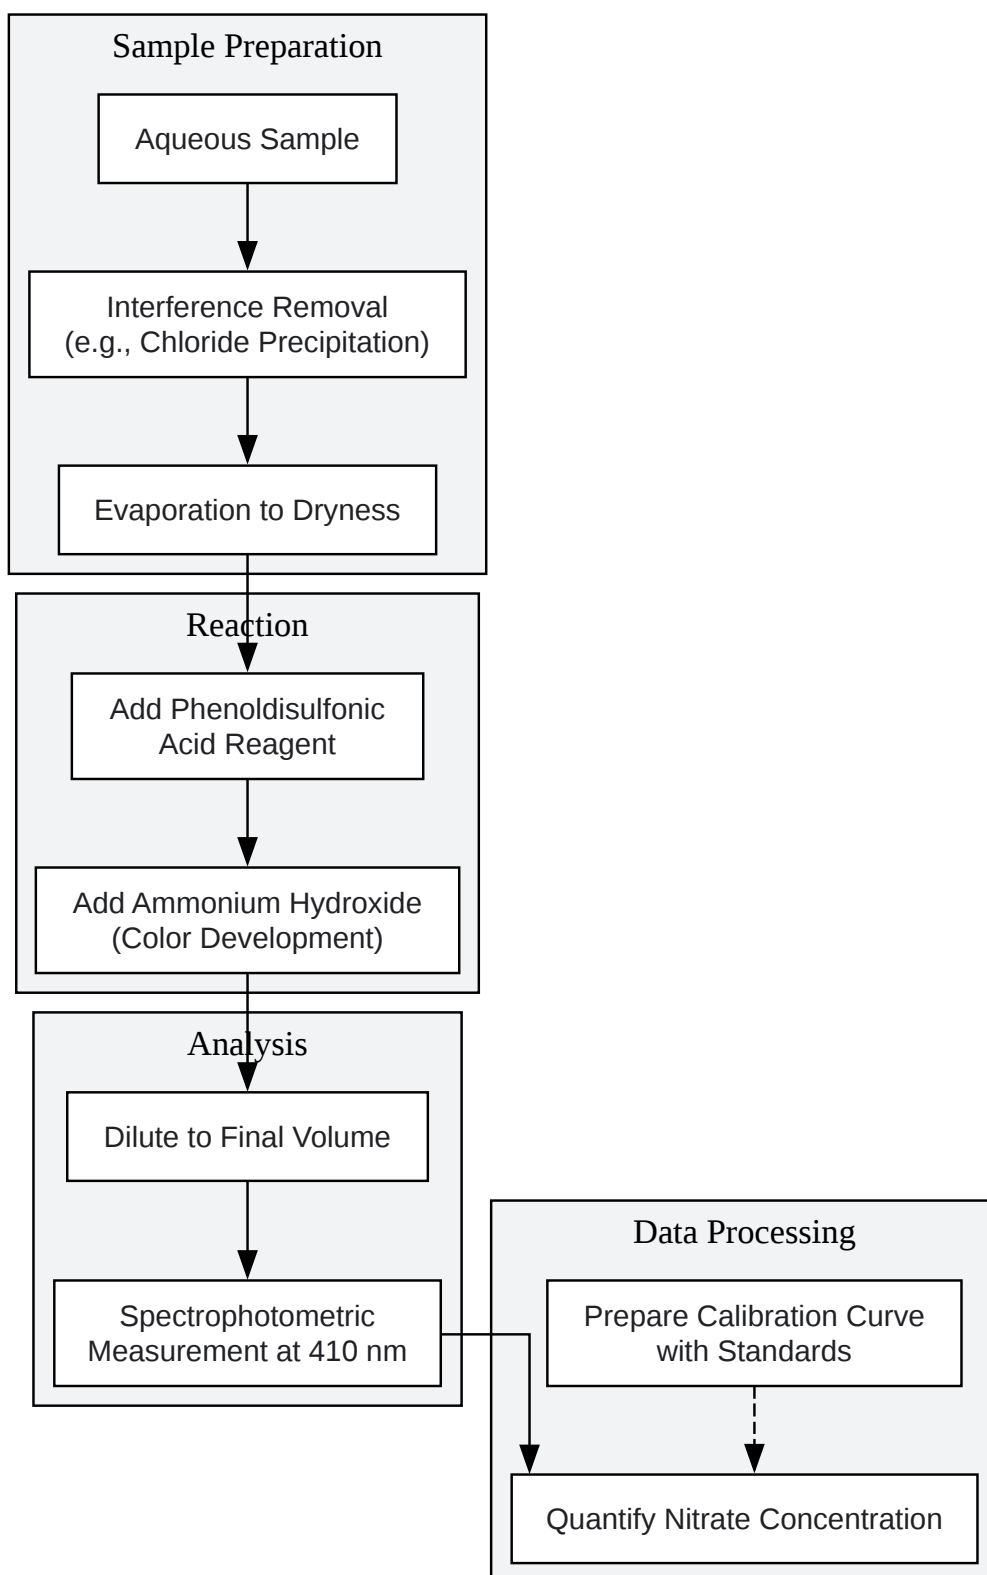 Sample Preparation
Aqueous Sample
Interference Removal
(e.g., Chloride Precipitation)
Evaporation to Dryness
Reaction
Add Phenoldisulfonic
Acid Reagent
Add Ammonium Hydroxide
(Color Development)
Analysis
Dilute to Final Volume
Spectrophotometric
Measurement at 410 nm
Data Processing
Prepare Calibration Curve
with Standards
Quantify Nitrate Concentration